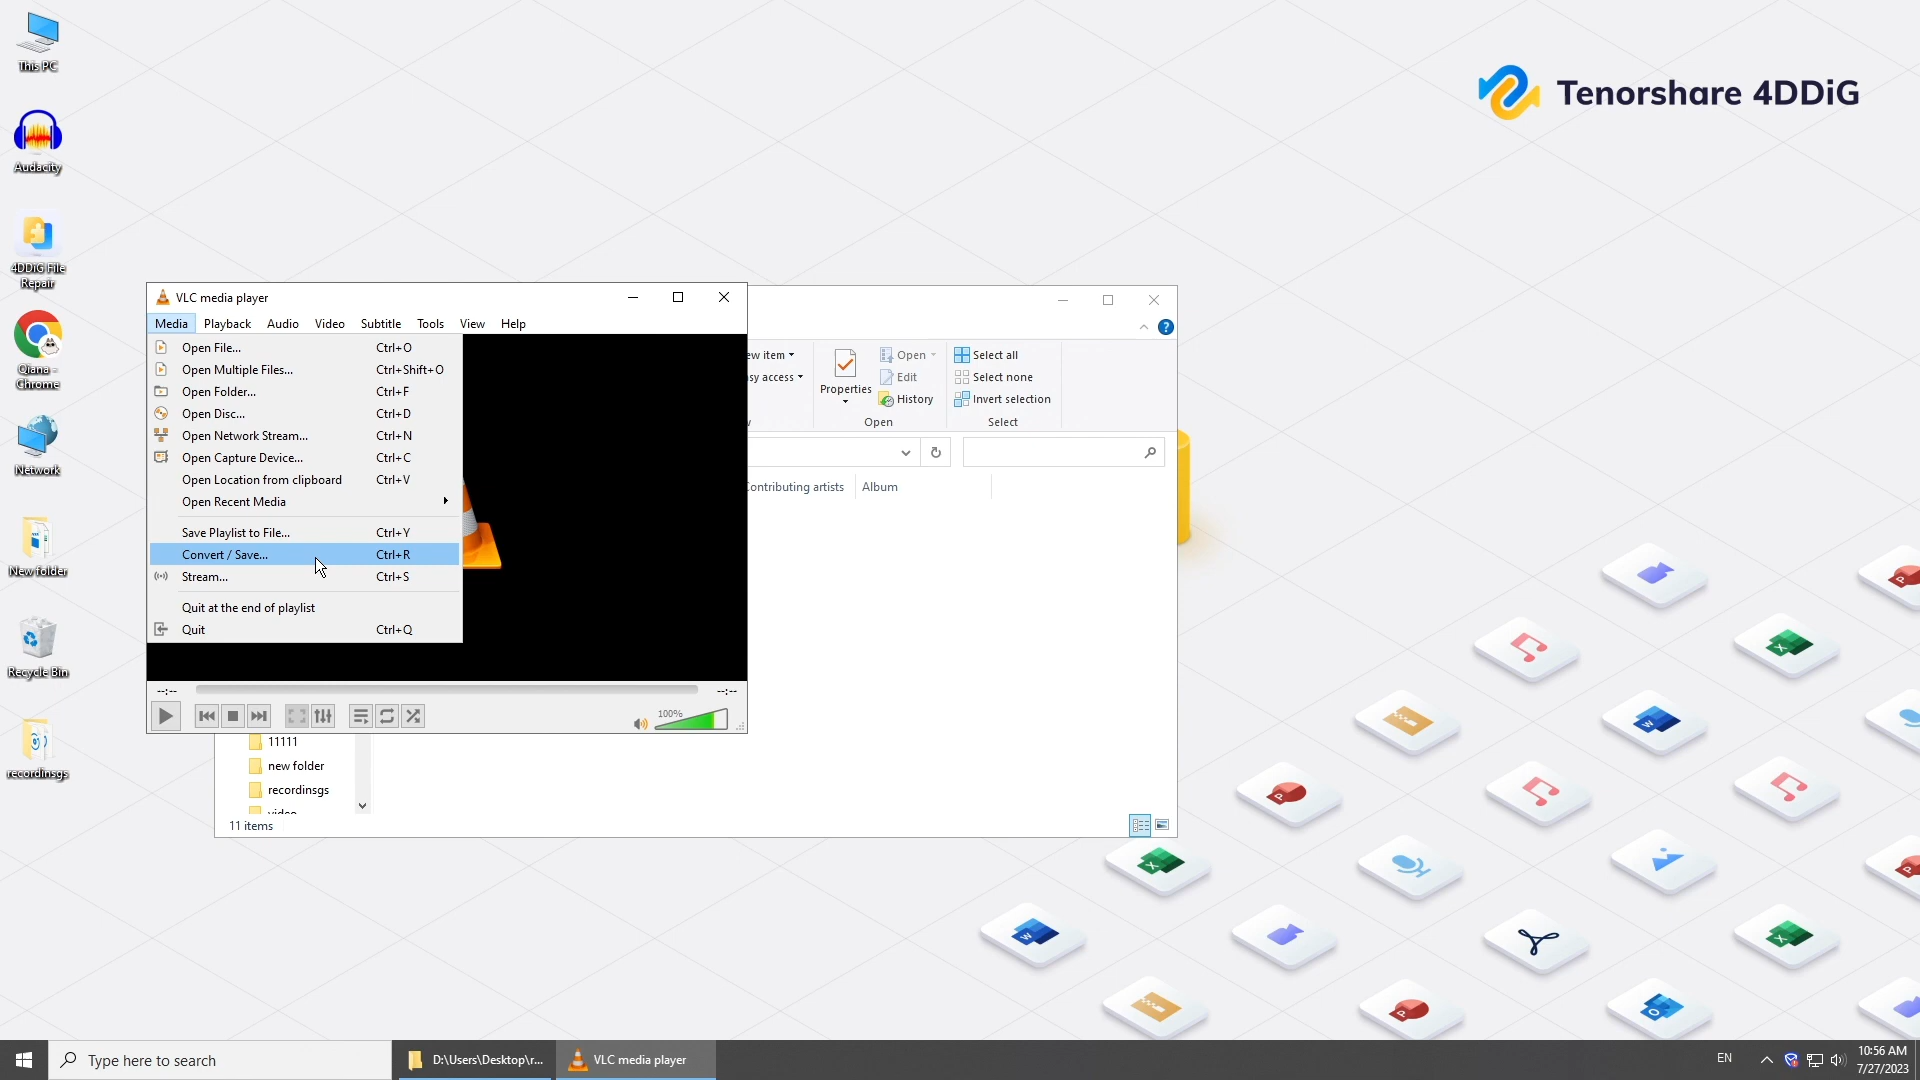 This PC
Audacity
4DDiG File
Repair
Qiana -
Chrome
Network
New folder
Recycle Bin
recordinsgs
Tenorshare 4DDiG
VLC media player
Media Playback Audio Video Subtitle Tools View Help
Open File... Ctrl+O
Open Multiple Files... Ctrl+Shift+O
Open Folder... Ctrl+F
Open Disc... Ctrl+D
Open Network Stream... Ctrl+N
Open Capture Device... Ctrl+C
Open Location from clipboard Ctrl+V
Open Recent Media
Save Playlist to File... Ctrl+Y
Convert / Save... Ctrl+R
Stream... Ctrl+S
Quit at the end of playlist
Quit Ctrl+Q
--:-- --:--
100%
ew item
sy access
Properties
Open
Edit
History
Open
Select all
Select none
Invert selection
Select
Contributing artists Album
11111
new folder
recordinsgs
video
11 items
Type here to search
D:\Users\Desktop\r...
VLC media player
EN
10:56 AM
7/27/2023